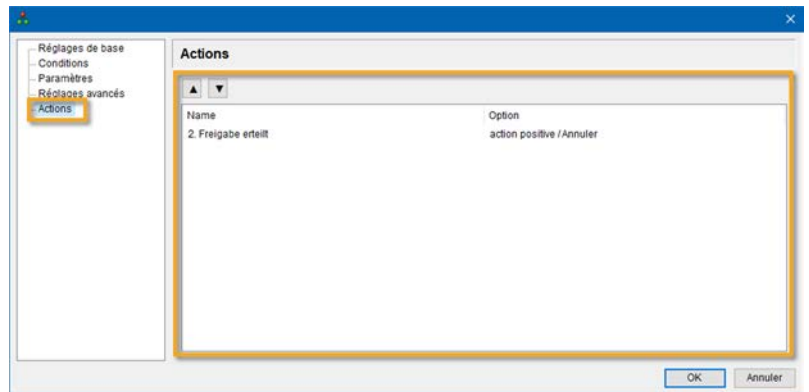 Réglages de base
Conditions
Paramètres
Réglages avancés
Actions
Actions
Name Option
2. Freigabe erteilt action positive / Annuler
OK Annuler